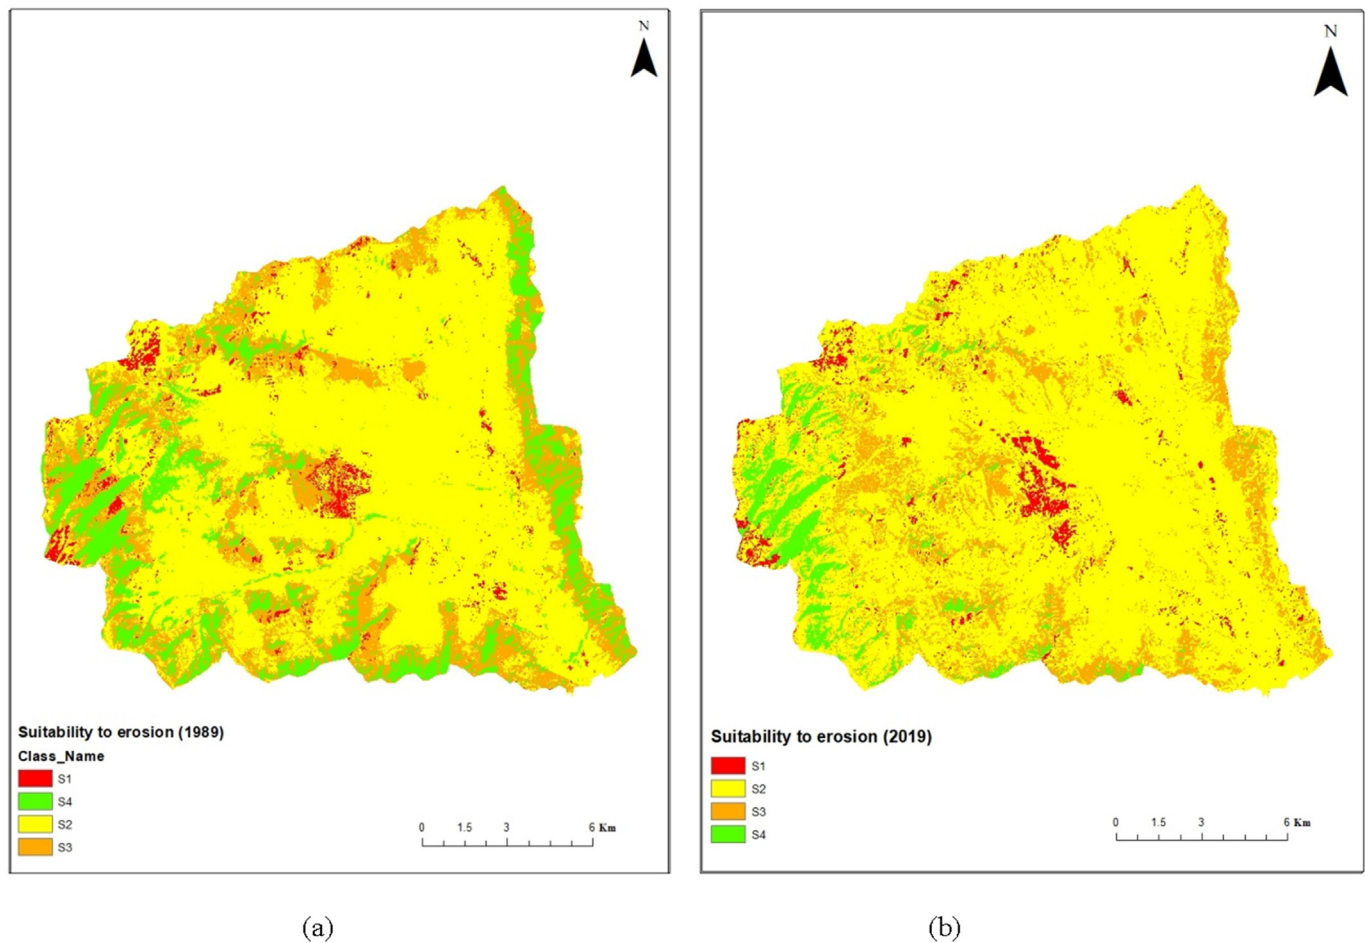 N
Suitability to erosion (1989)
Class_Name
S1
S4
S2
S3
0 1.5 3 6 Km
(a)
N
Suitability to erosion (2019)
S1
S2
S3
S4
0 1.5 3 6 Km
(b)